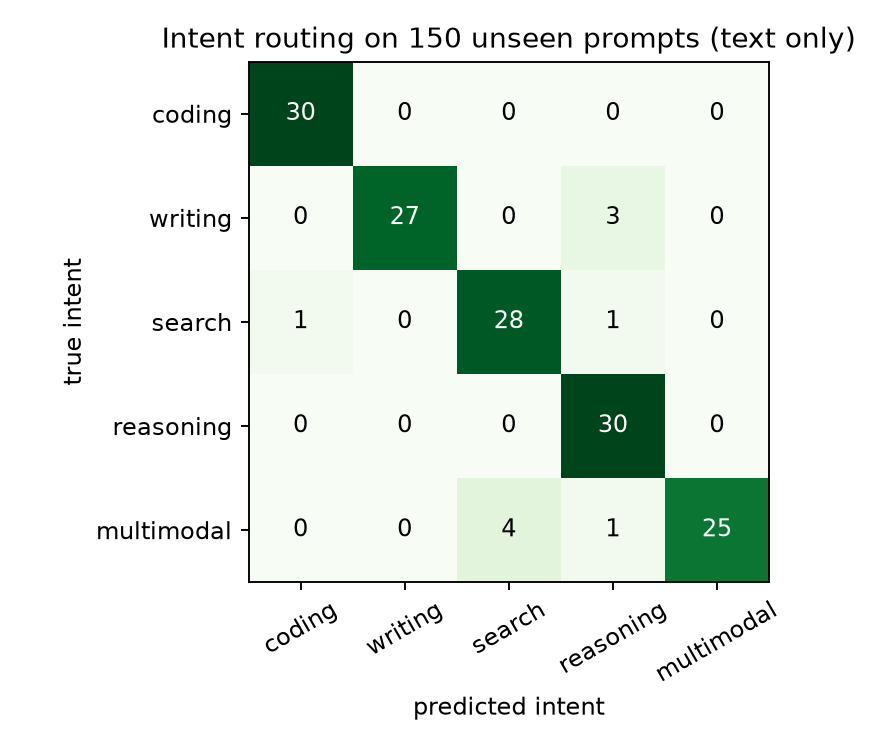 Intent routing on 150 unseen prompts (text only)
coding 30 0 0 0 0
writing 0 27 0 3 0
search 1 0 28 1 0
reasoning 0 0 0 30 0
multimodal 0 0 4 1 25
true intent
coding writing search reasoning multimodal
predicted intent